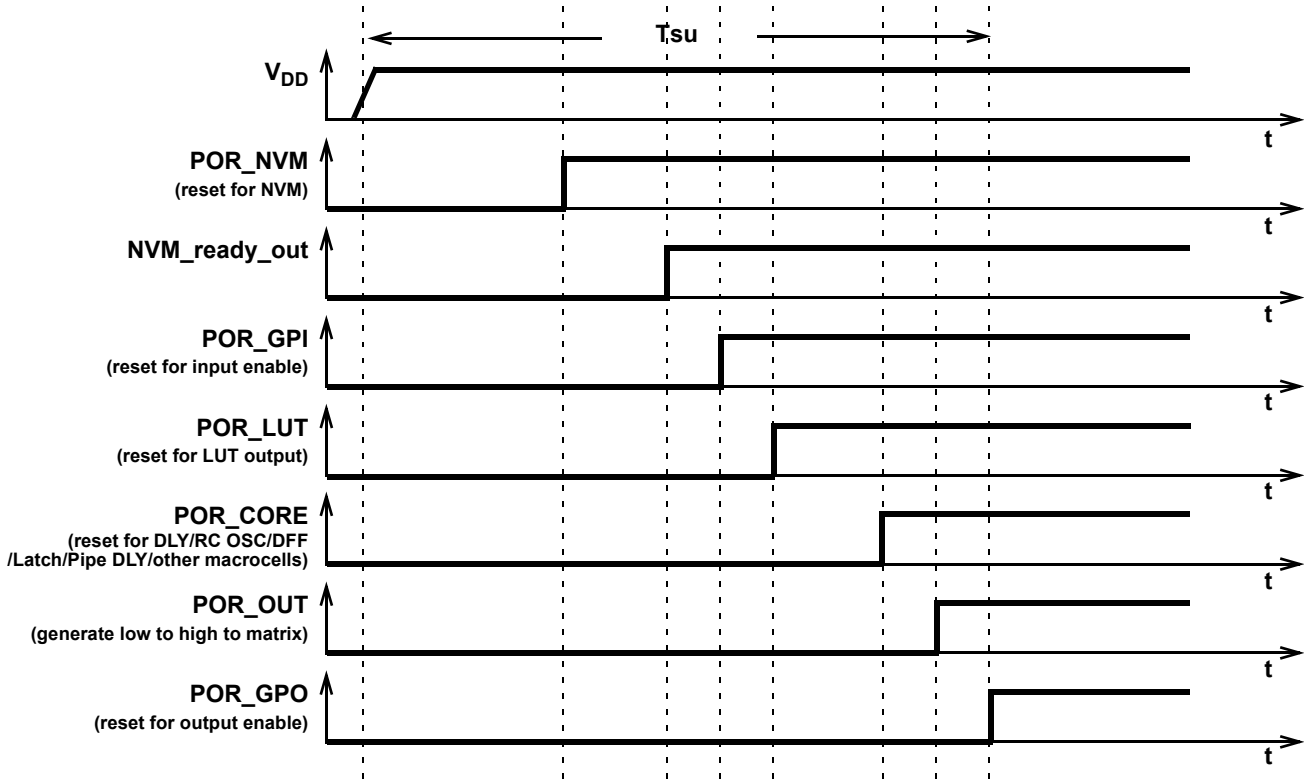 Tsu
VDD
t
POR_NVM
(reset for NVM)
t
NVM_ready_out
t
POR_GPI
(reset for input enable)
t
POR_LUT
(reset for LUT output)
t
POR_CORE
(reset for DLY/RC OSC/DFF
/Latch/Pipe DLY/other macrocells)
t
POR_OUT
(generate low to high to matrix)
t
POR_GPO
(reset for output enable)
t